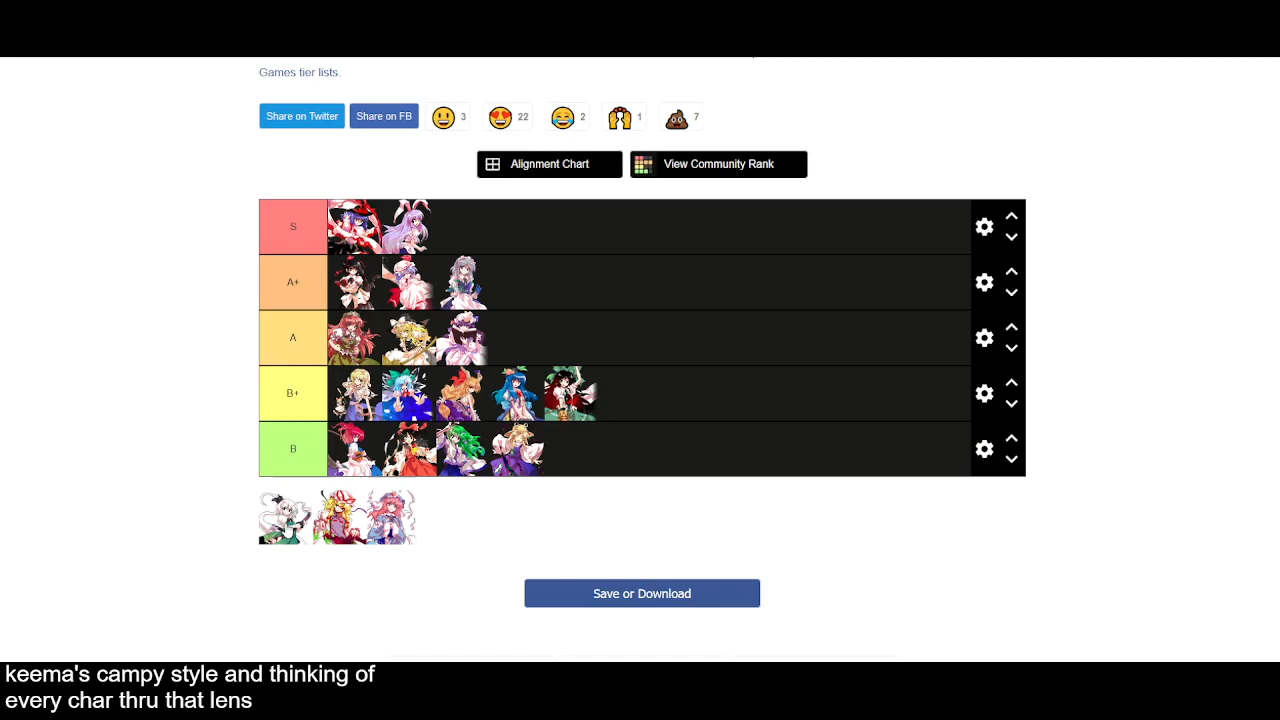 Games tier lists.
Share on Twitter
Share on FB
3
22
2
1
7
Alignment Chart
View Community Rank
S
A+
A
B+
B
Save or Download
keema's campy style and thinking of
every char thru that lens